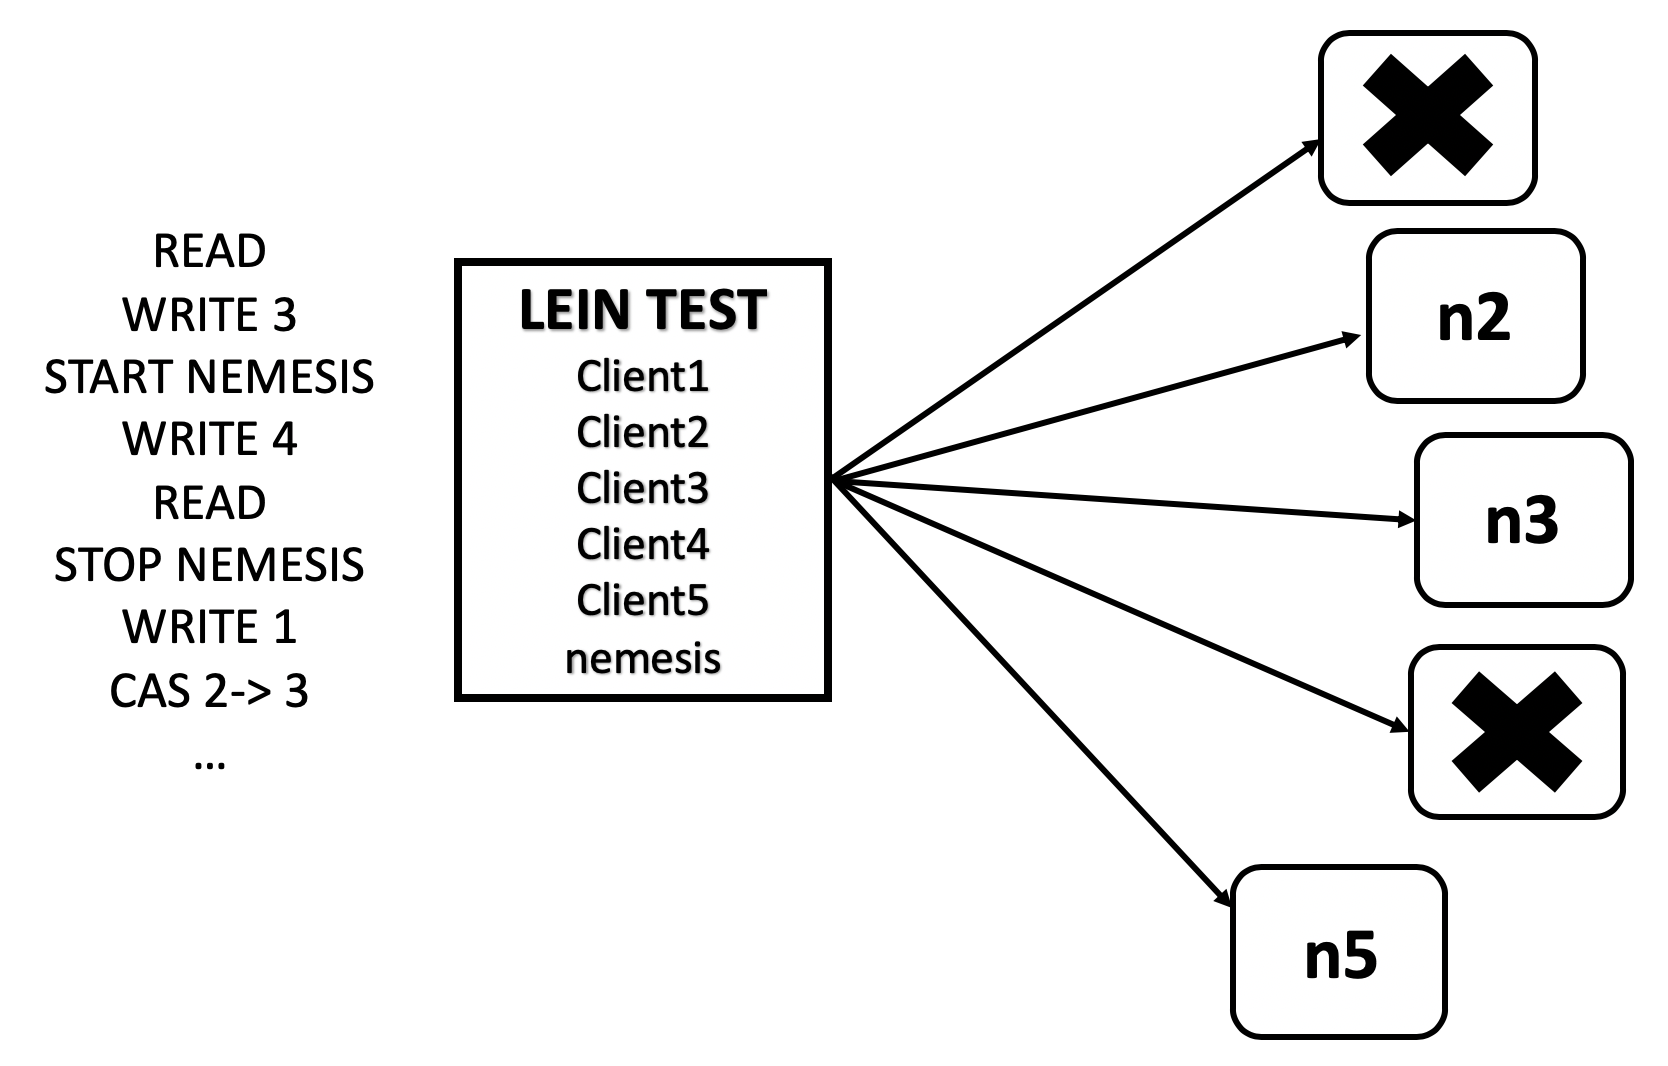 READ
WRITE 3
START NEMESIS
WRITE 4
READ
STOP NEMESIS
WRITE 1
CAS 2-> 3
...
LEIN TEST
Client1
Client2
Client3
Client4
Client5
nemesis
n2
n3
n5